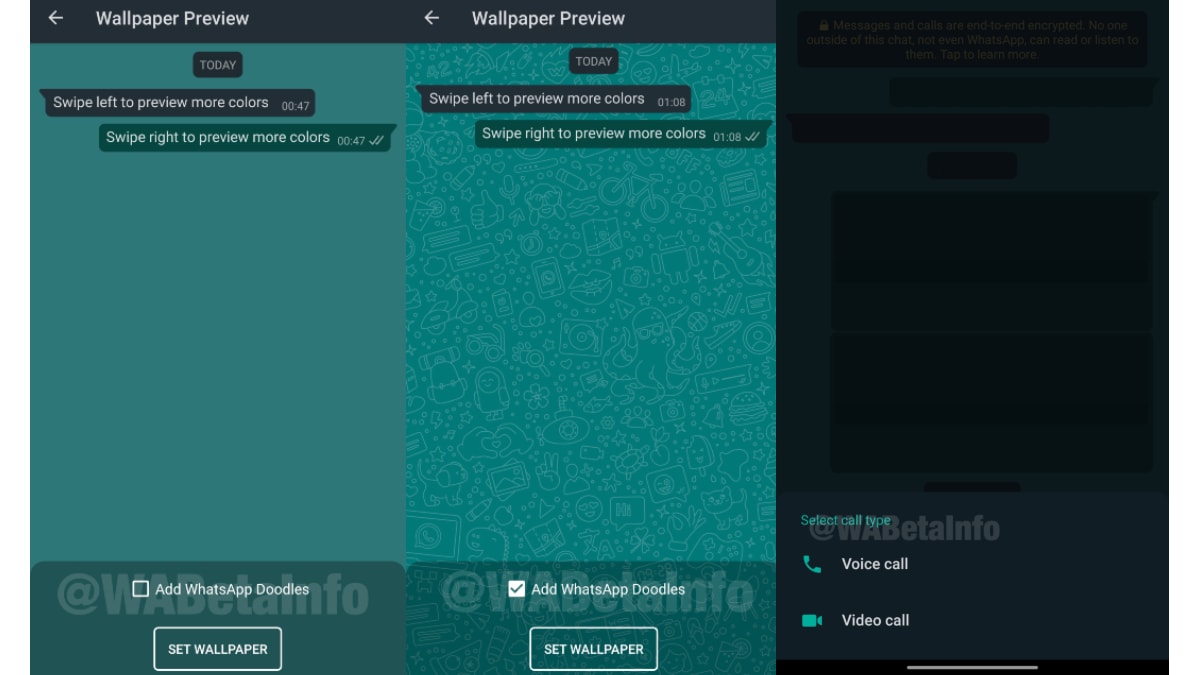 Wallpaper Preview
TODAY
Swipe left to preview more colors 00:47
Swipe right to preview more colors 00:47
@WABetaInfo
Add WhatsApp Doodles
SET WALLPAPER
Wallpaper Preview
TODAY
Swipe left to preview more colors 01:08
Swipe right to preview more colors 01:08
24
Hi
@WABetaInfo
Add WhatsApp Doodles
SET WALLPAPER
Messages and calls are end-to-end encrypted. No one
outside of this chat, not even WhatsApp, can read or listen to
them. Tap to learn more.
Select call type
@WABetaInfo
Voice call
Video call